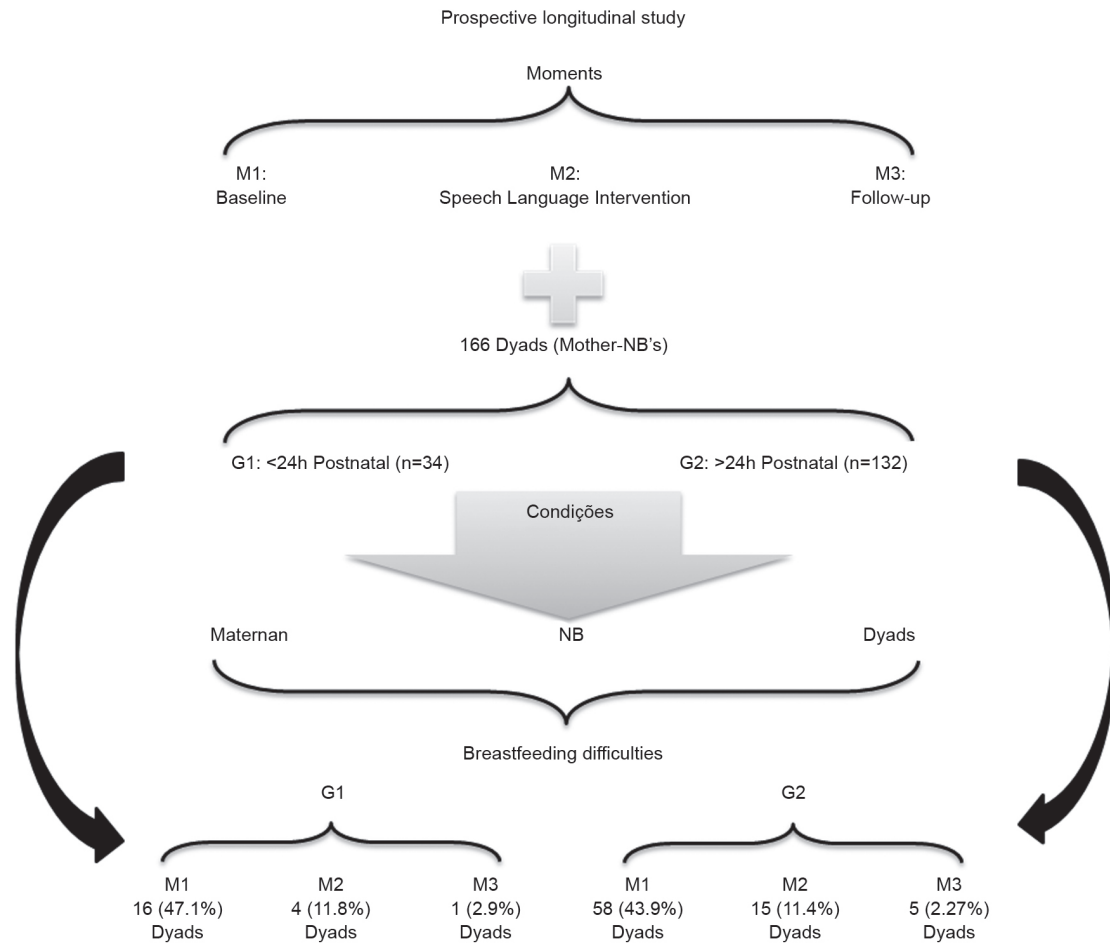 Prospective longitudinal study
Moments
M1:
Baseline
M2:
Speech Language Intervention
M3:
Follow-up
166 Dyads (Mother-NB's)
G1: <24h Postnatal (n=34)
G2: >24h Postnatal (n=132)
Condições
Maternan
NB
Dyads
Breastfeeding difficulties
G1
G2
M1
16 (47.1%)
Dyads
M2
4 (11.8%)
Dyads
M3
1 (2.9%)
Dyads
M1
58 (43.9%)
Dyads
M2
15 (11.4%)
Dyads
M3
5 (2.27%)
Dyads